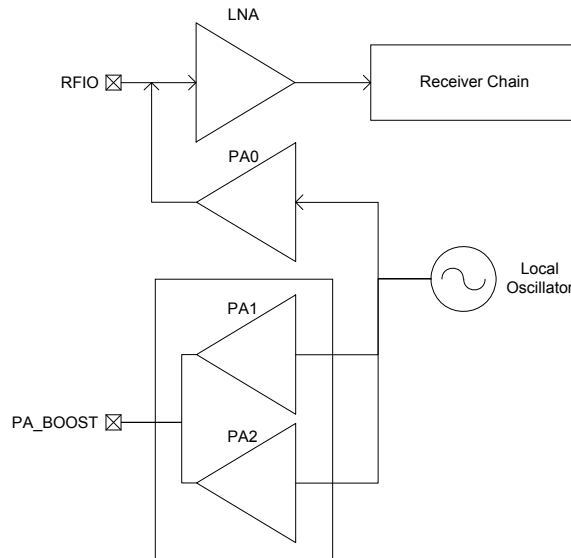 LNA
RFIO
Receiver Chain
PA0
Local
Oscillator
PA1
PA_BOOST
PA2